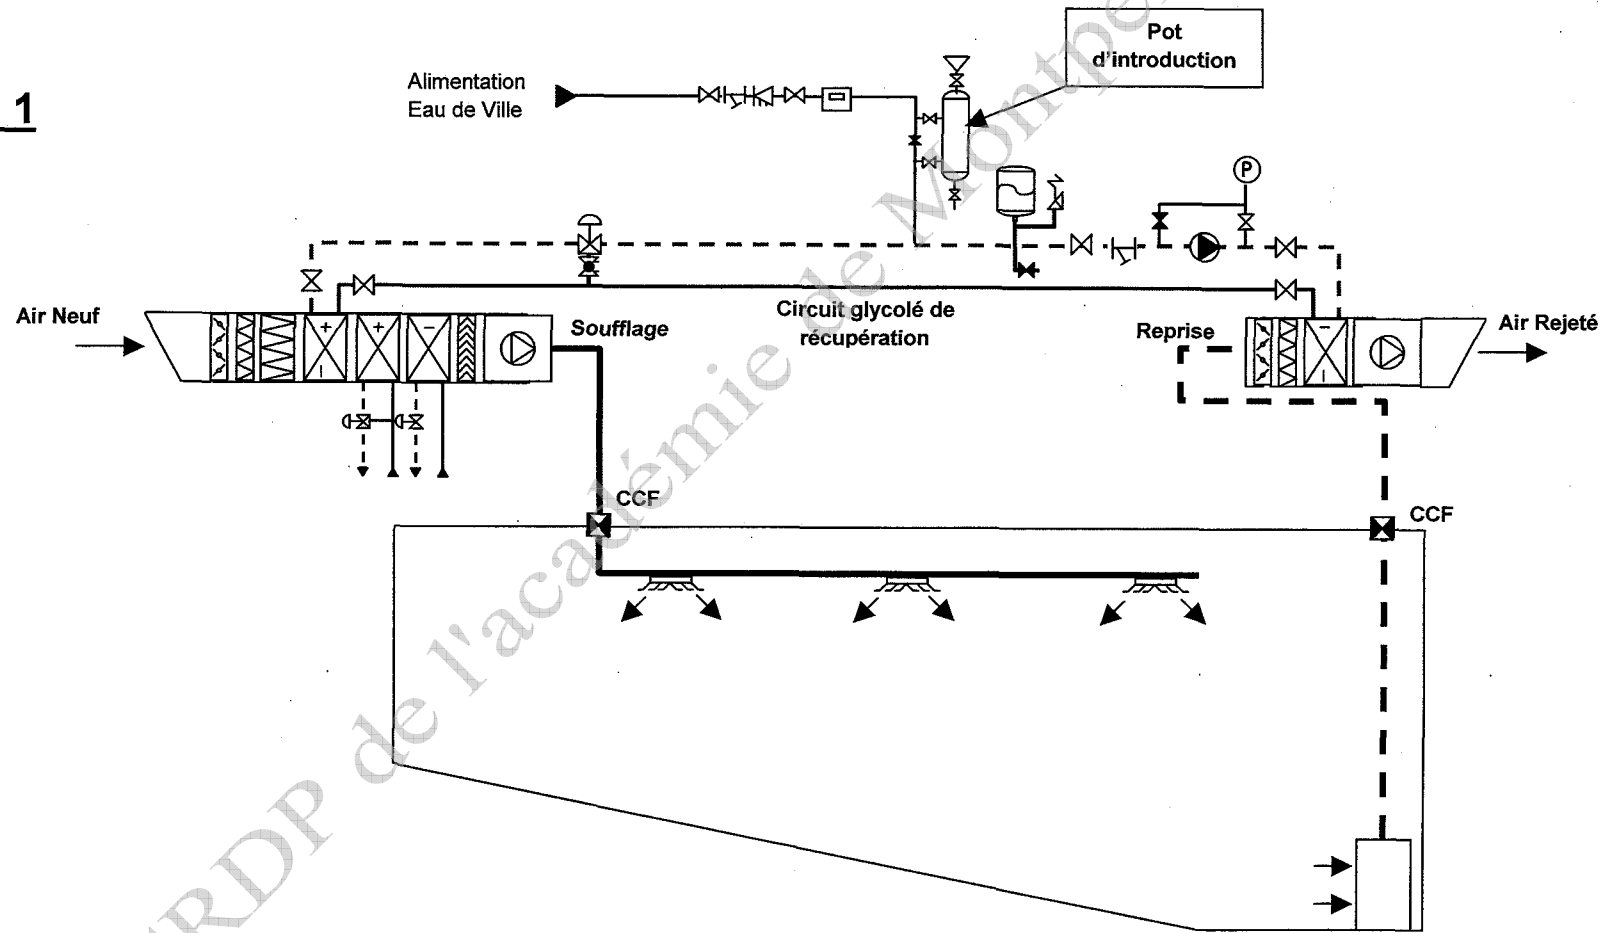 Pot
d'introduction
Alimentation
Eau de Ville
1
P
Air Neuf
Soufflage
Circuit glycolé de
récupération
Reprise
Air Rejeté
CCF
CCF
RDP de l'académie de Montpe